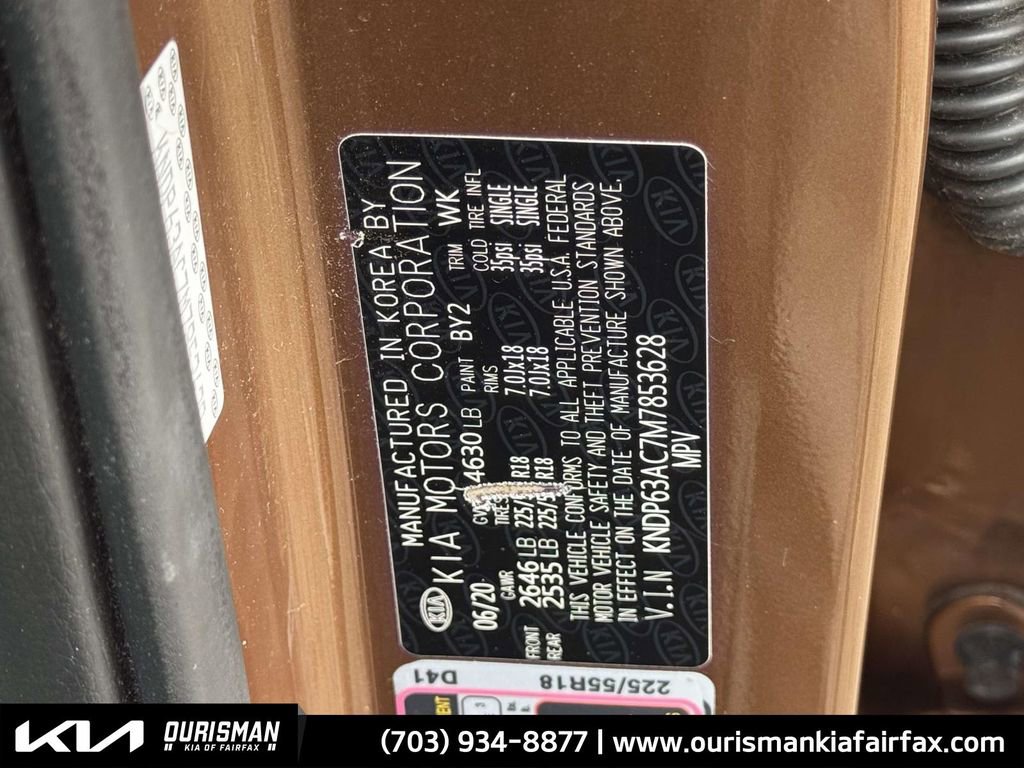 MANUFACTURED IN KOREA BY
KIA KIA MOTORS CORPORATION
06/20 4630 LB PAINT BY2 TRIM WK
GAWR TIRES RIMS COLD TIRE INFL
FRONT 2646 LB 225/ R18 7.0Jx18 35psi SINGLE
REAR 2535 LB 225/ R18 7.0Jx18 35psi SINGLE
THIS VEHICLE CONFORMS TO ALL APPLICABLE U.S.A. FEDERAL
MOTOR VEHICLE SAFETY AND THEFT PREVENTION STANDARDS
IN EFFECT ON THE DATE OF MANUFACTURE SHOWN ABOVE.
V.I.N KNDP63AC7M7853628
MPV
D41
225/55R18
KIA OURISMAN
KIA OF FAIRFAX
(703) 934-8877 | www.ourismankiafairfax.com